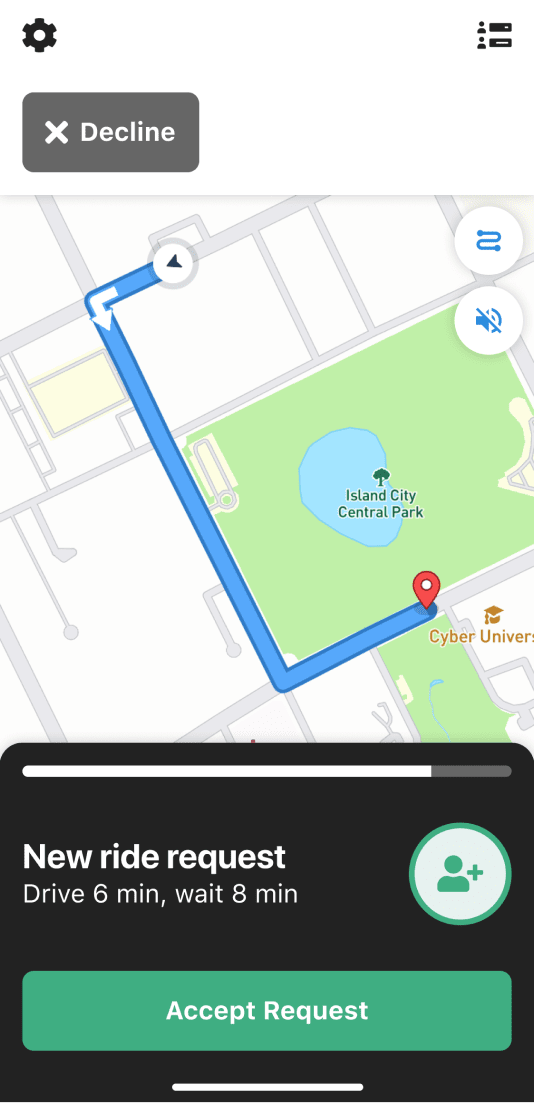 Decline
Island City
Central Park
Cyber Univers
New ride request
Drive 6 min, wait 8 min
Accept Request